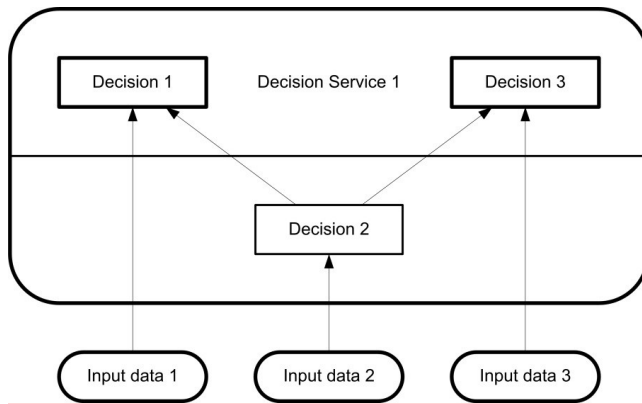 Decision 1
Decision Service 1
Decision 3
Decision 2
Input data 1
Input data 2
Input data 3